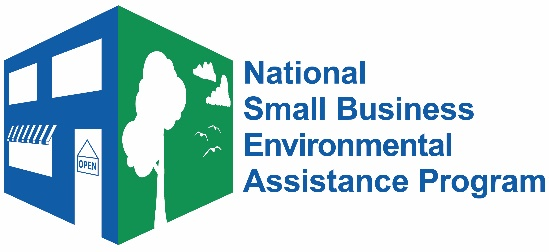 National
Small Business
Environmental
Assistance Program
OPEN